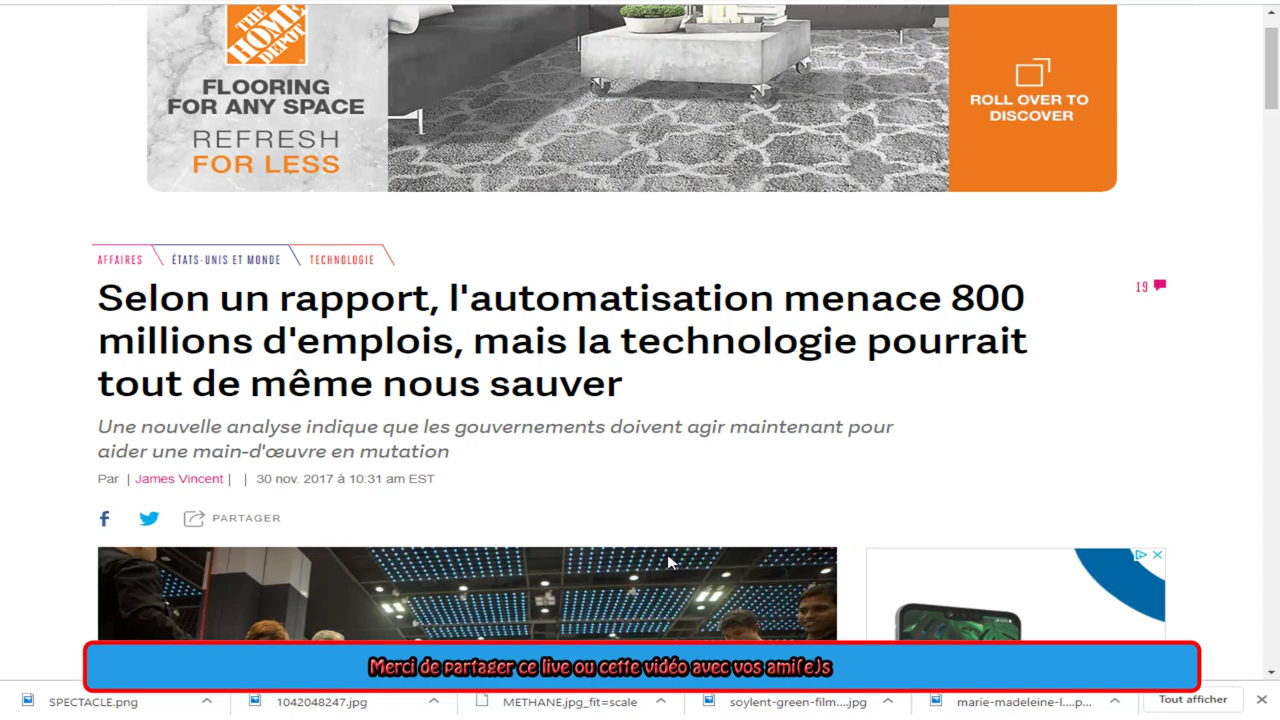 THE
HOME
DEPOT
FLOORING
FOR ANY SPACE
REFRESH
FOR LESS
ROLL OVER TO
DISCOVER
AFFAIRES
ÉTATS-UNIS ET MONDE
TECHNOLOGIE
Selon un rapport, l'automatisation menace 800
millions d'emplois, mais la technologie pourrait
tout de même nous sauver
19
Une nouvelle analyse indique que les gouvernements doivent agir maintenant pour
aider une main-d'œuvre en mutation
Par | James Vincent | | 30 nov. 2017 à 10:31 am EST
PARTAGER
Merci de partager ce live ou cette vidéo avec vos ami(e)s
SPECTACLE.png
1042048247.jpg
METHANE.jpg_fit=scale
soylent-green-film....jpg
marie-madeleine-l....p...
Tout afficher